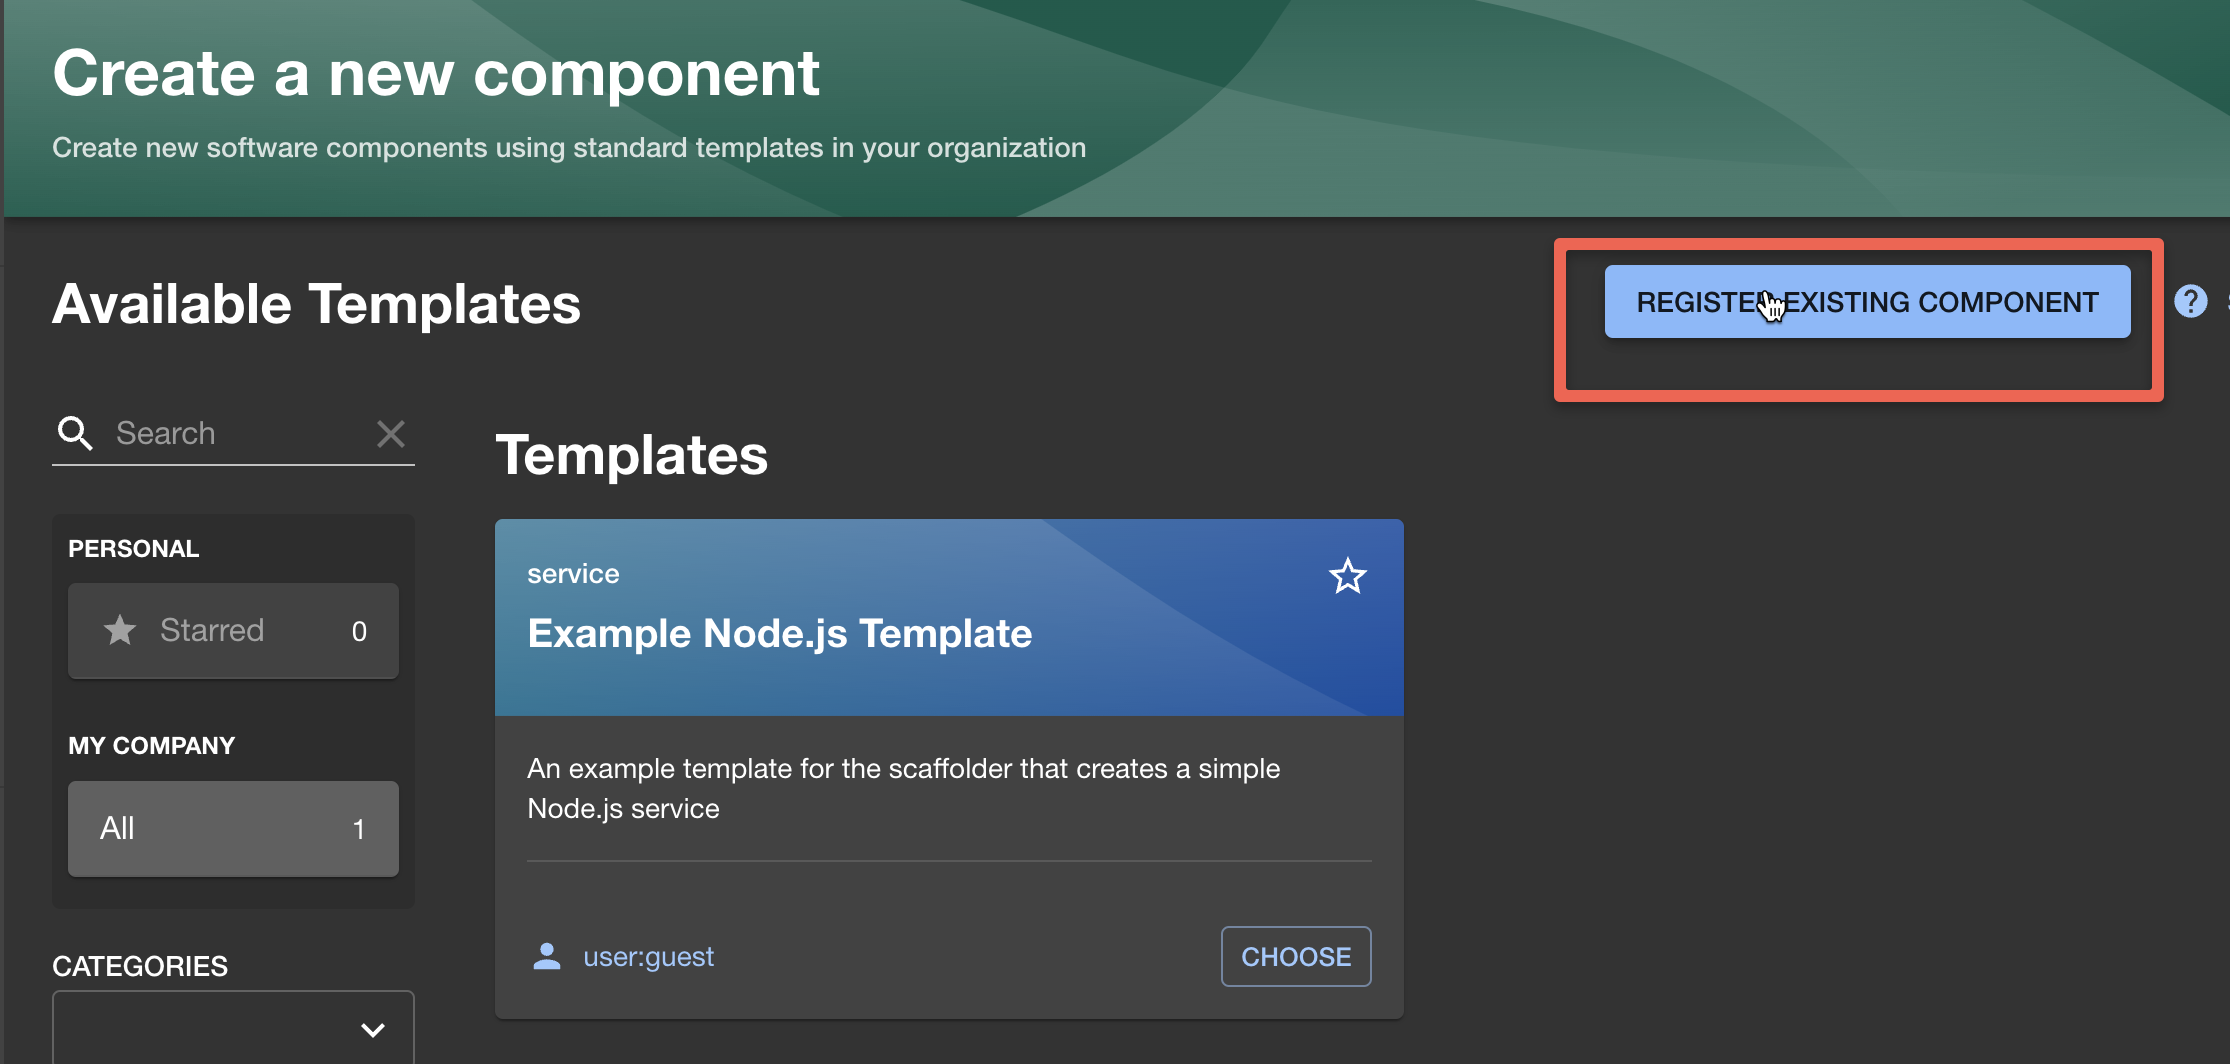 Create a new component
Create new software components using standard templates in your organization
Available Templates
REGISTER EXISTING COMPONENT
?
Search
Templates
PERSONAL
Starred 0
MY COMPANY
All 1
CATEGORIES
service
Example Node.js Template
An example template for the scaffolder that creates a simple
Node.js service
user:guest
CHOOSE